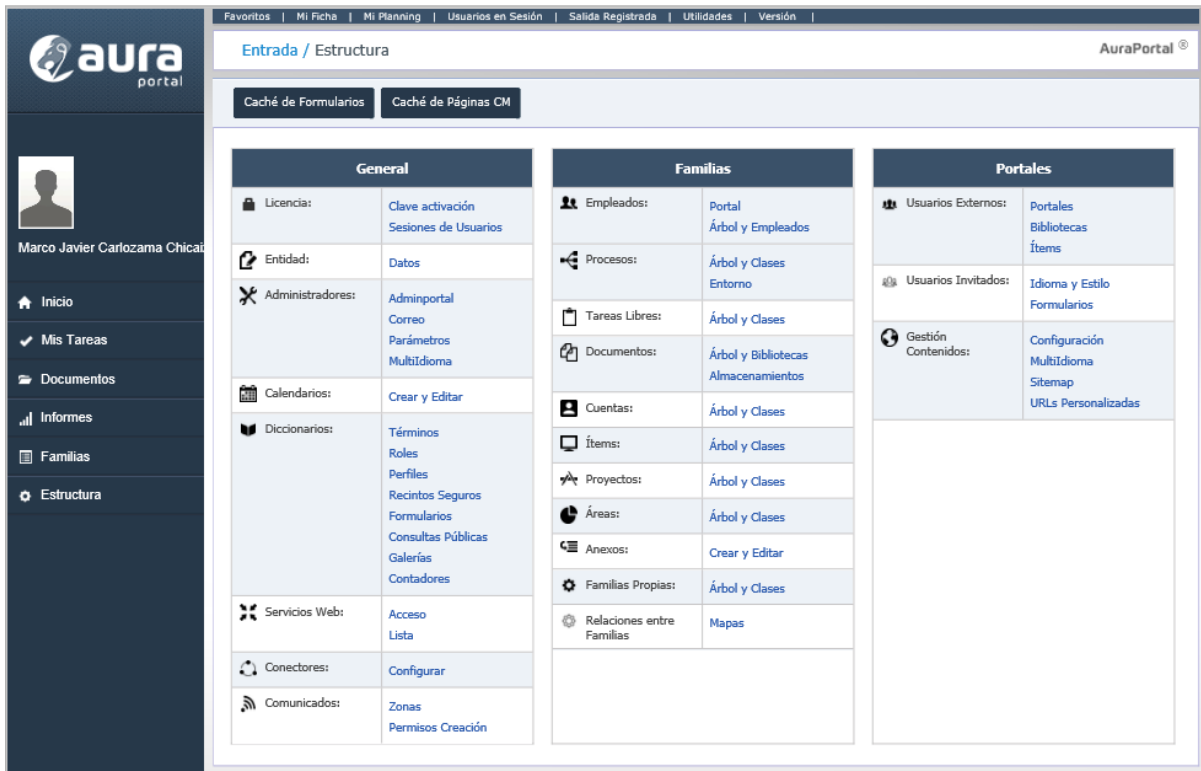 Favoritos | Mi Ficha | Mi Planning | Usuarios en Sesión | Salida Registrada | Utilidades | Versión |
aura
portal
Entrada / Estructura
AuraPortal ®
Caché de Formularios
Caché de Páginas CM
Marco Javier Carlozama Chicai
Inicio
Mis Tareas
Documentos
Informes
Familias
Estructura
General
Licencia:
Clave activación
Sesiones de Usuarios
Entidad:
Datos
Administradores:
Adminportal
Correo
Parámetros
MultiIdioma
Calendarios:
Crear y Editar
Diccionarios:
Términos
Roles
Perfiles
Recintos Seguros
Formularios
Consultas Públicas
Galerías
Contadores
Servicios Web:
Acceso
Lista
Conectores:
Configurar
Comunicados:
Zonas
Permisos Creación
Familias
Empleados:
Portal
Árbol y Empleados
Procesos:
Árbol y Clases
Entorno
Tareas Libres:
Árbol y Clases
Documentos:
Árbol y Bibliotecas
Almacenamientos
Cuentas:
Árbol y Clases
Ítems:
Árbol y Clases
Proyectos:
Árbol y Clases
Áreas:
Árbol y Clases
Anexos:
Crear y Editar
Familias Propias:
Árbol y Clases
Relaciones entre
Familias
Mapas
Portales
Usuarios Externos:
Portales
Bibliotecas
Ítems
Usuarios Invitados:
Idioma y Estilo
Formularios
Gestión
Contenidos:
Configuración
MultiIdioma
Sitemap
URLs Personalizadas